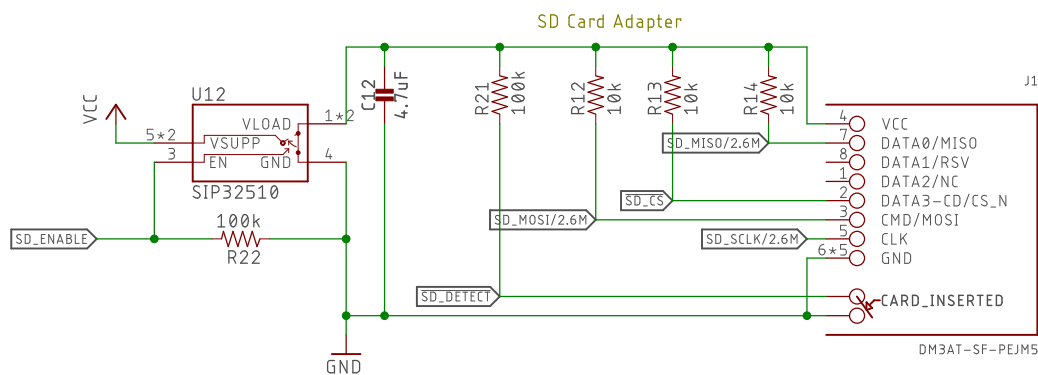 SD Card Adapter
J1
VCC
U12
C12
4.7uF
R21
100k
R12
10k
R13
10k
R14
10k
VLOAD
1*2
5*2
VSUPP
3
EN
GND
4
SIP32510
SD_ENABLE
100k
R22
GND
SD_MISO/2.6M
SD_CS
SD_MOSI/2.6M
SD_SCLK/2.6M
SD_DETECT
4 VCC
7 DATA0/MISO
8 DATA1/RSV
1 DATA2/NC
2 DATA3-CD/CS_N
3 CMD/MOSI
5 CLK
6*5 GND
CARD_INSERTED
DM3AT-SF-PEJM5